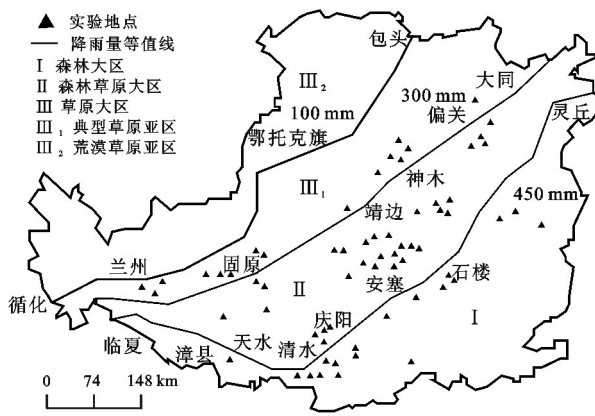 实验地点
降雨量等值线
Ⅰ 森林大区
Ⅱ 森林草原大区
Ⅲ 草原大区
Ⅲ1 典型草原亚区
Ⅲ2 荒漠草原亚区
包头
Ⅲ2
大同
100 mm
300 mm
灵丘
偏关
鄂托克旗
神木
450 mm
Ⅲ1
靖边
兰州
固原
石楼
循化
Ⅱ
安塞
庆阳
Ⅰ
临夏
天水
清水
漳县
0 74 148 km